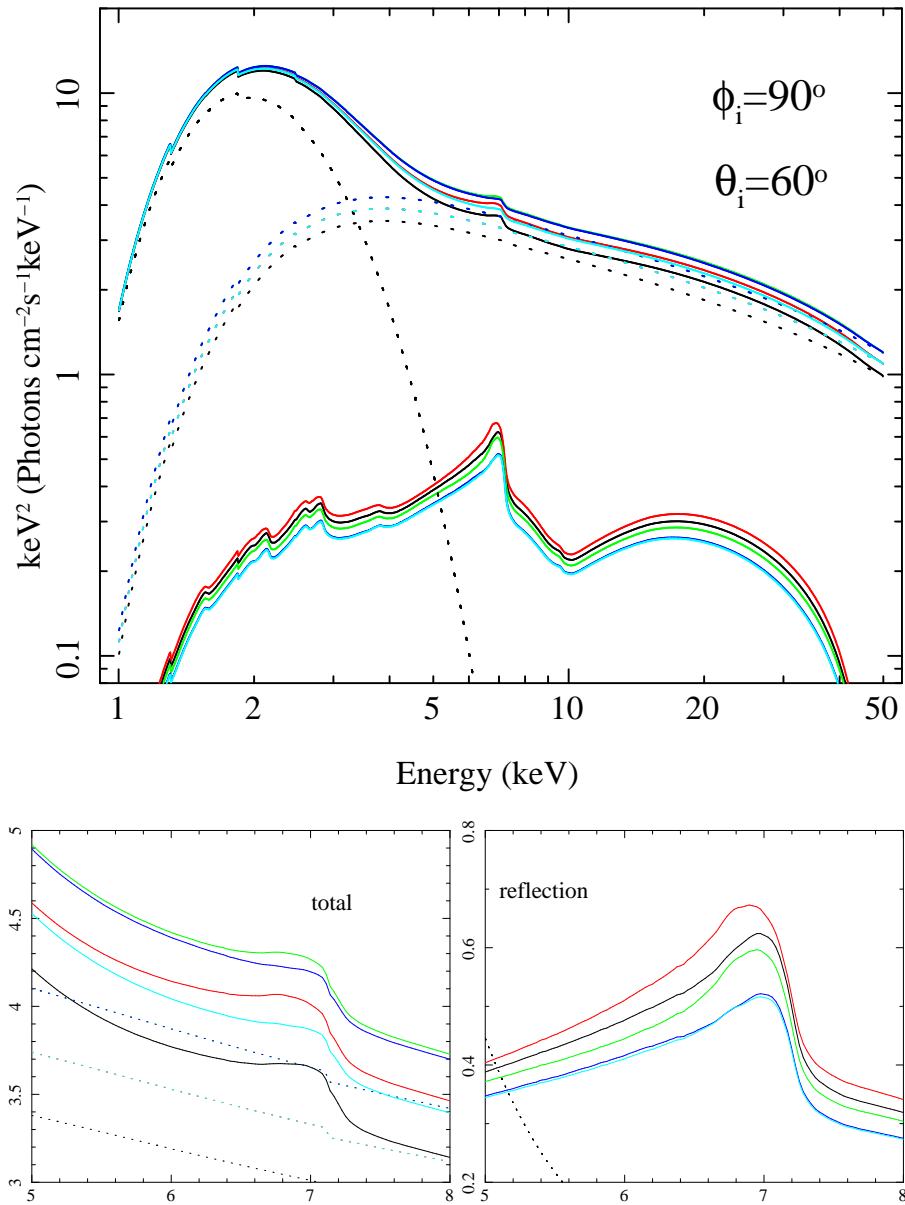 10
1
0.1
keV² (Photons cm⁻²s⁻¹keV⁻¹)
ϕi=90°
θi=60°
1 2 5 10 20 50
Energy (keV)
5
4.5
4
3.5
3
total
5 6 7 8
0.8
0.6
0.4
0.2
reflection
5 6 7 8